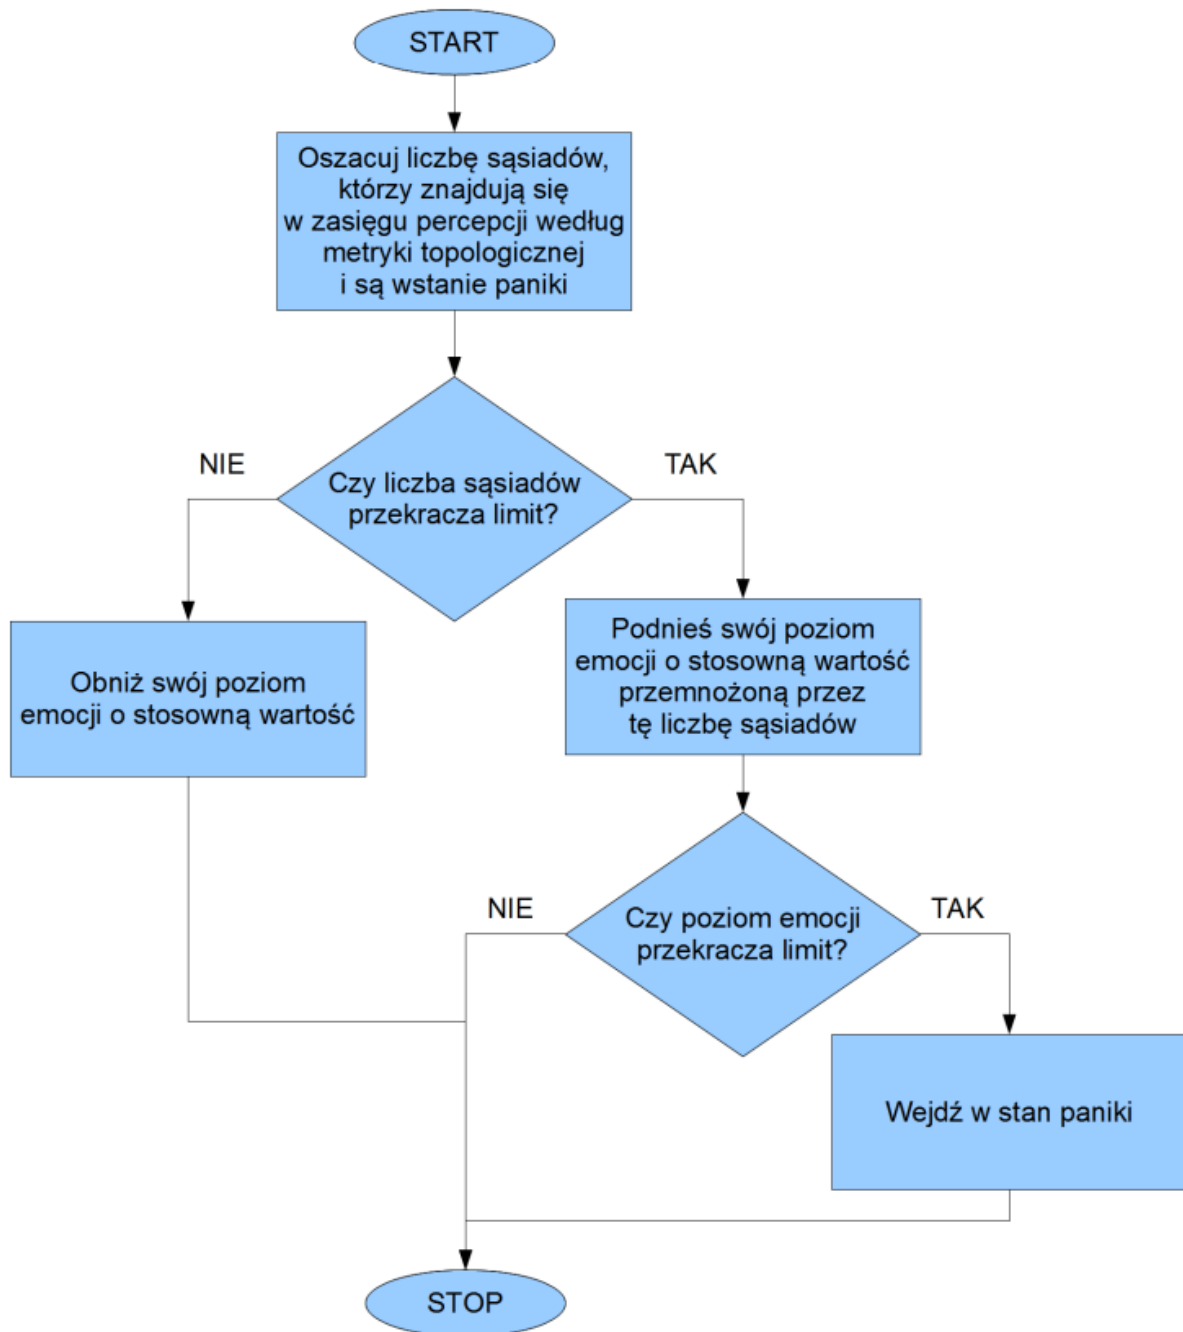 START
Oszacuj liczbę sąsiadów,
którzy znajdują się
w zasięgu percepcji według
metryki topologicznej
i są wstanie paniki
NIE
TAK
Czy liczba sąsiadów
przekracza limit?
Obniż swój poziom
emocji o stosowną wartość
Podnieś swój poziom
emocji o stosowną wartość
przemnożoną przez
tę liczbę sąsiadów
NIE
TAK
Czy poziom emocji
przekracza limit?
Wejdź w stan paniki
STOP